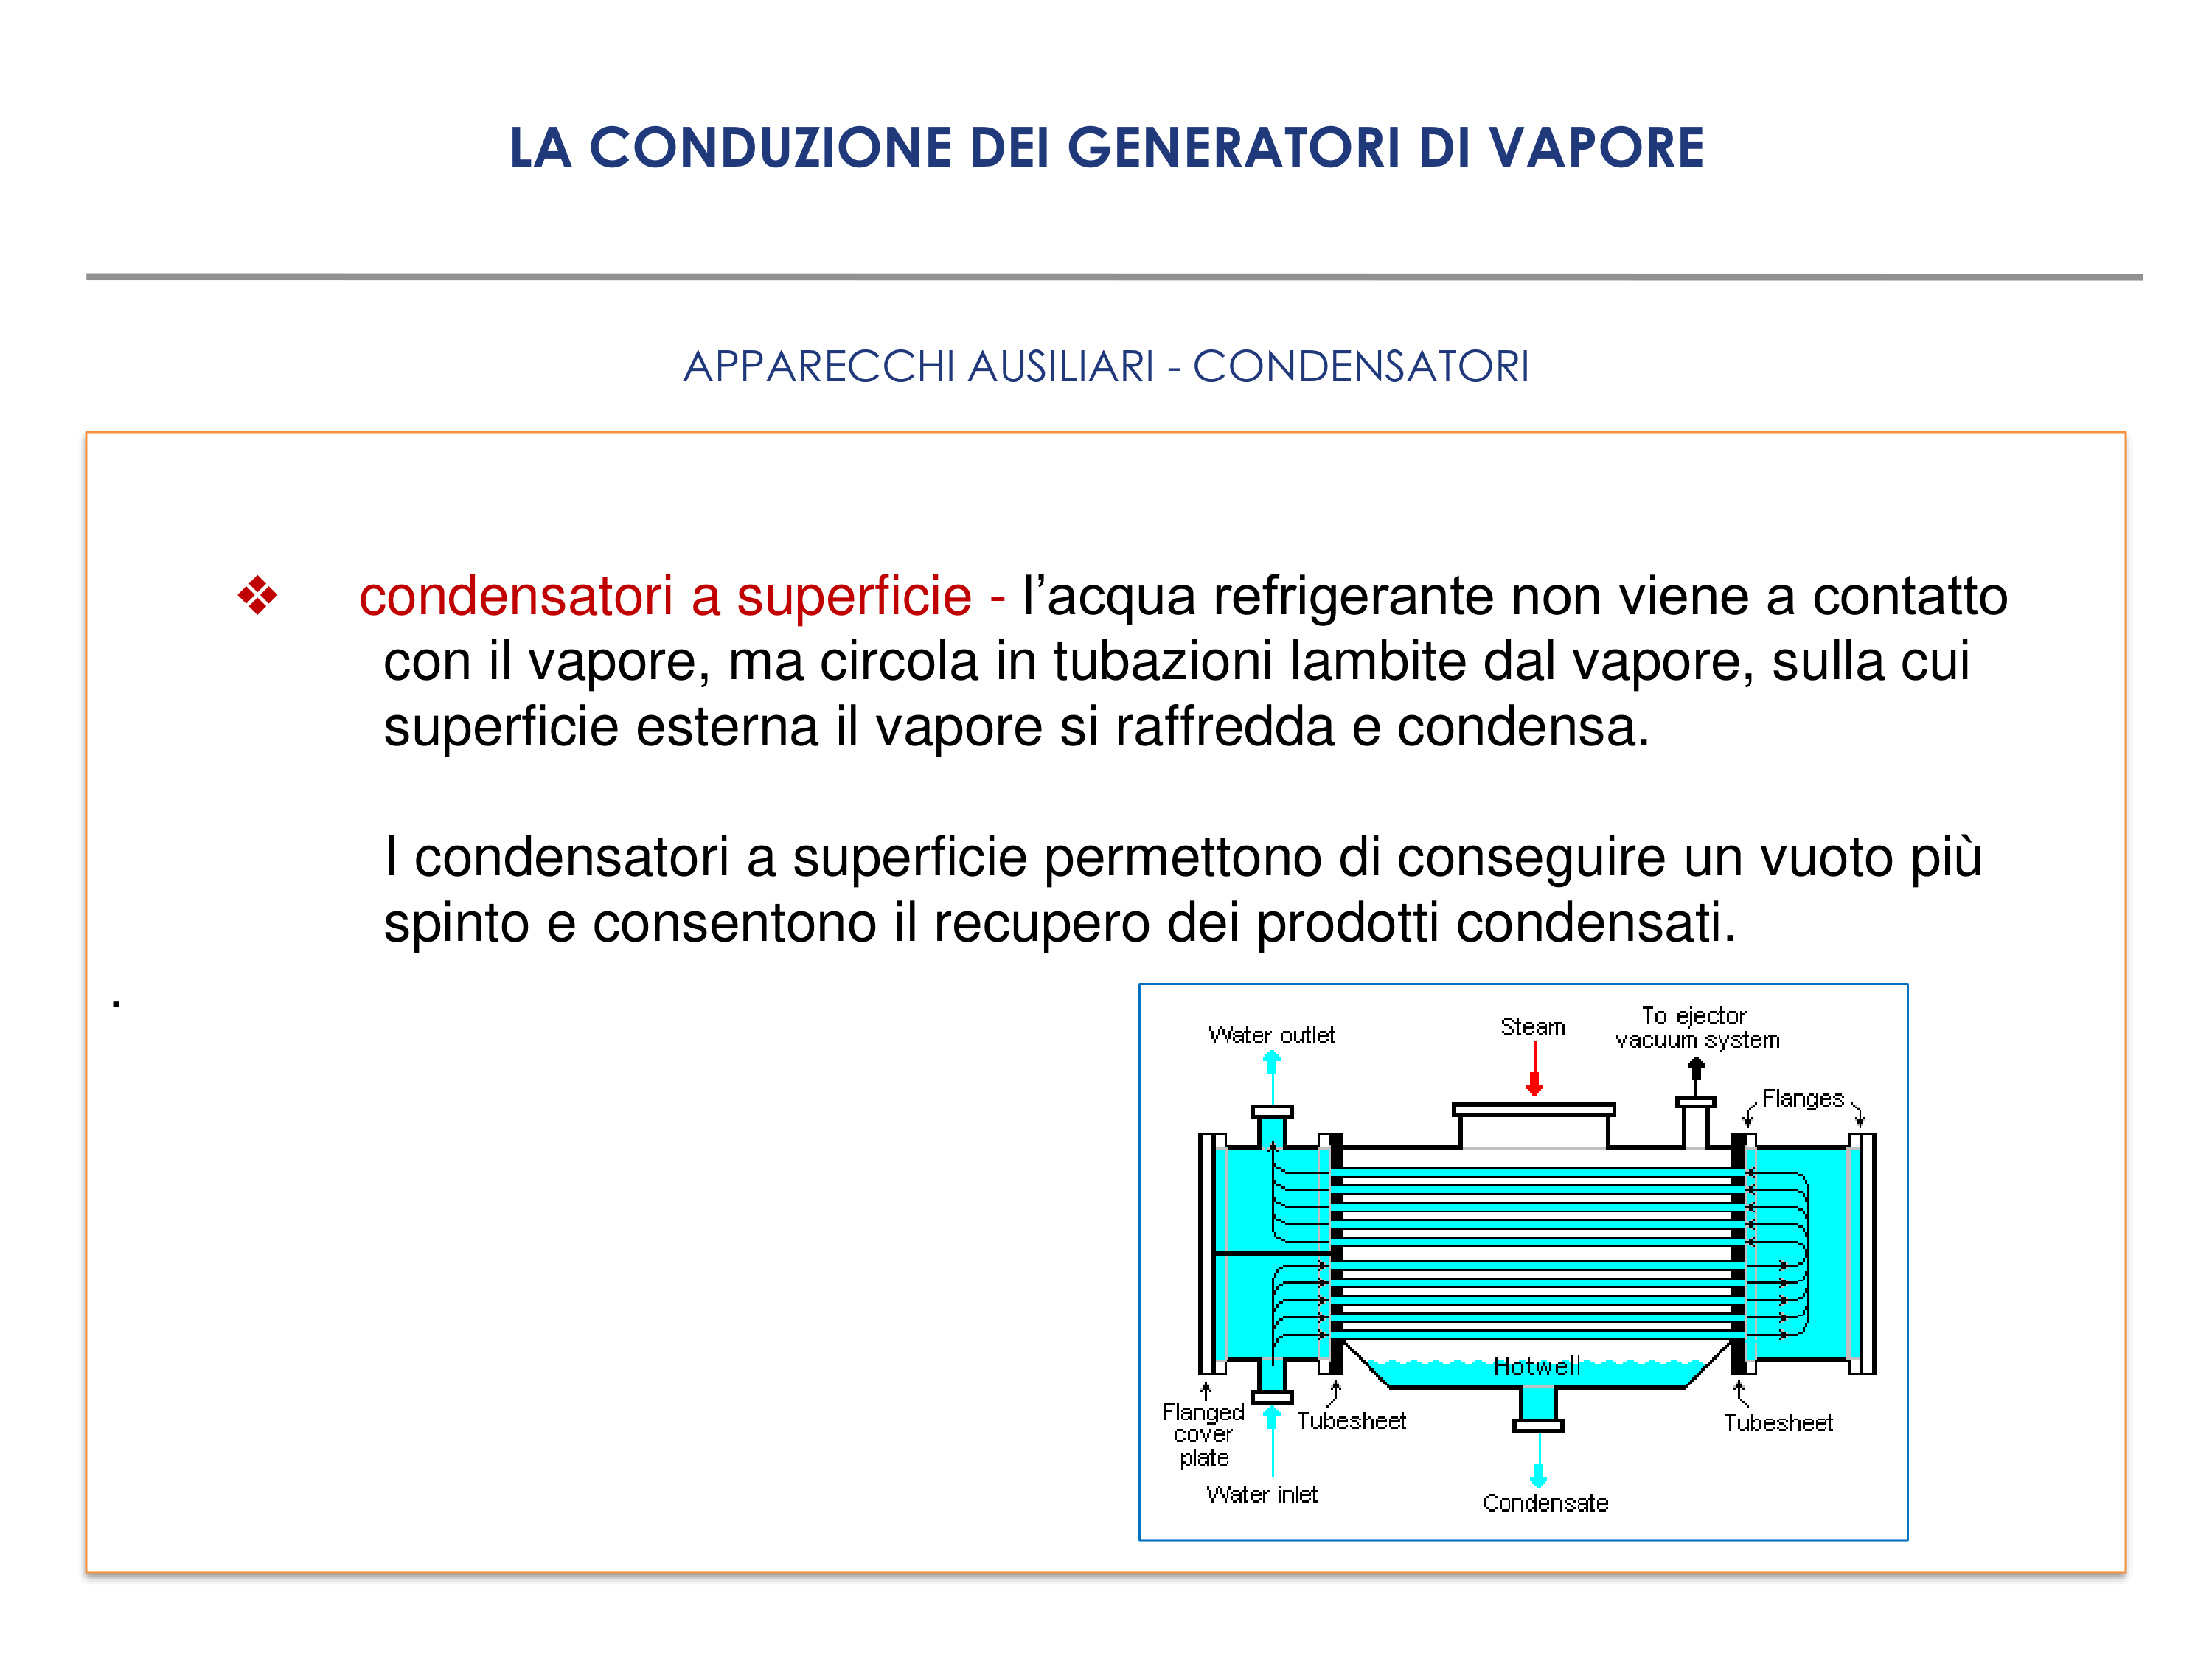 LA CONDUZIONE DEI GENERATORI DI VAPORE
APPARECCHI AUSILIARI - CONDENSATORI
❖ condensatori a superficie - l’acqua refrigerante non viene a contatto
con il vapore, ma circola in tubazioni lambite dal vapore, sulla cui
superficie esterna il vapore si raffredda e condensa.
I condensatori a superficie permettono di conseguire un vuoto più
spinto e consentono il recupero dei prodotti condensati.
.
Water outlet
Steam
To ejector
vacuum system
Flanges
Hotwell
Flanged
cover
plate
Tubesheet
Tubesheet
Water inlet
Condensate